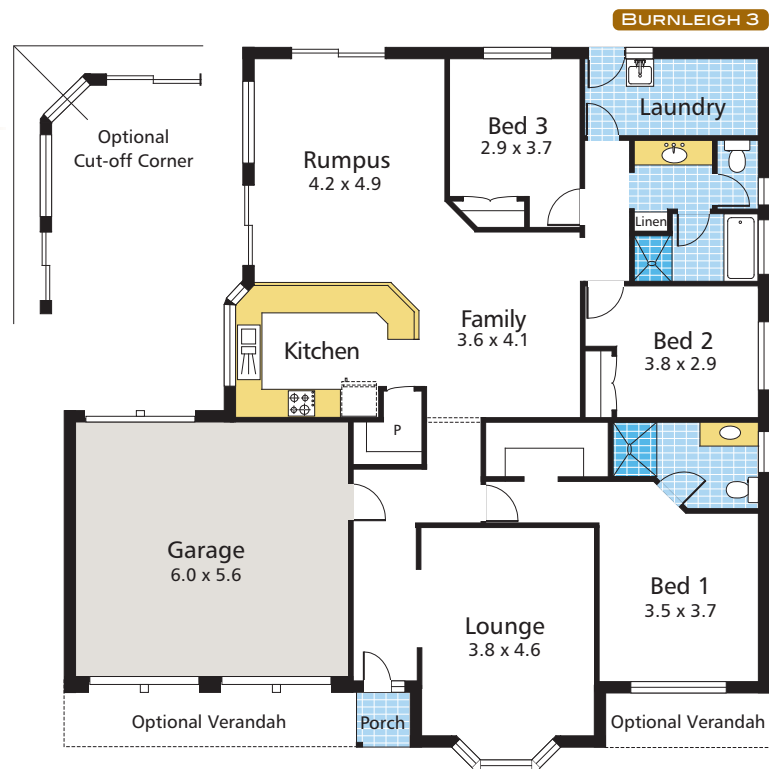 BURNLEIGH 3
Optional
Cut-off Corner
Rumpus
4.2 x 4.9
Bed 3
2.9 x 3.7
Laundry
Linen
Kitchen
Family
3.6 x 4.1
Bed 2
3.8 x 2.9
P
Garage
6.0 x 5.6
Lounge
3.8 x 4.6
Bed 1
3.5 x 3.7
Optional Verandah
Porch
Optional Verandah